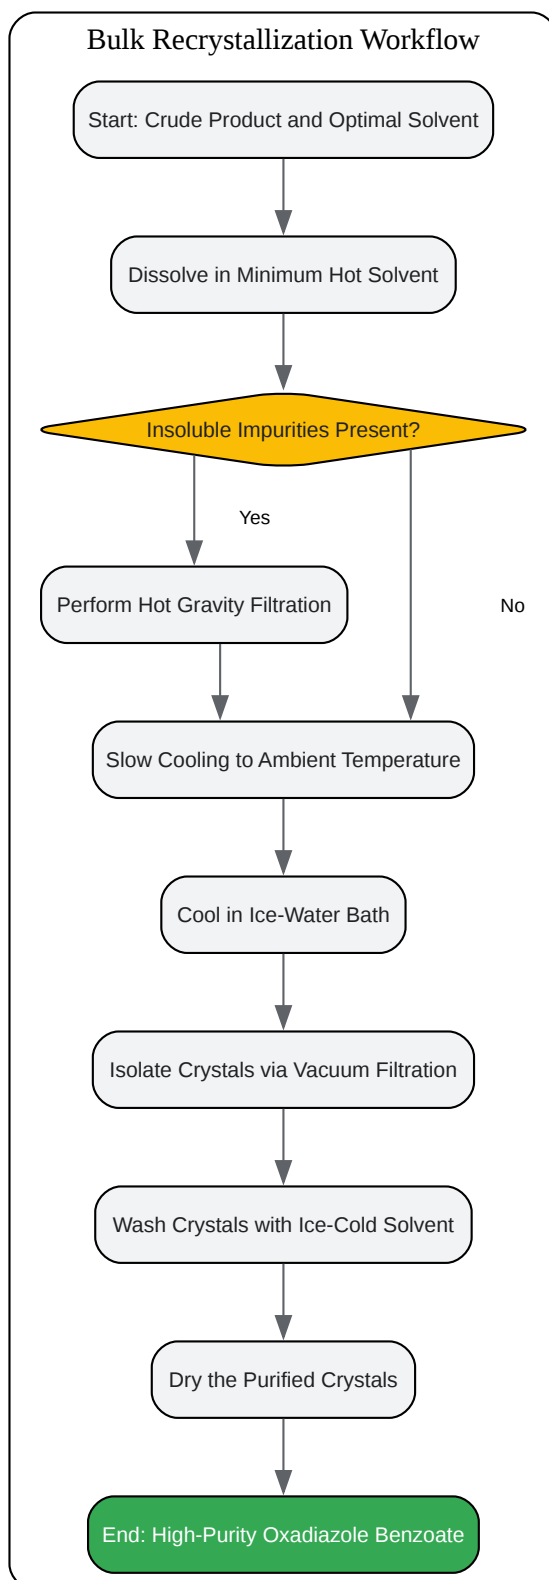 Bulk Recrystallization Workflow
Start: Crude Product and Optimal Solvent
Dissolve in Minimum Hot Solvent
Insoluble Impurities Present?
Yes
Perform Hot Gravity Filtration
No
Slow Cooling to Ambient Temperature
Cool in Ice-Water Bath
Isolate Crystals via Vacuum Filtration
Wash Crystals with Ice-Cold Solvent
Dry the Purified Crystals
End: High-Purity Oxadiazole Benzoate